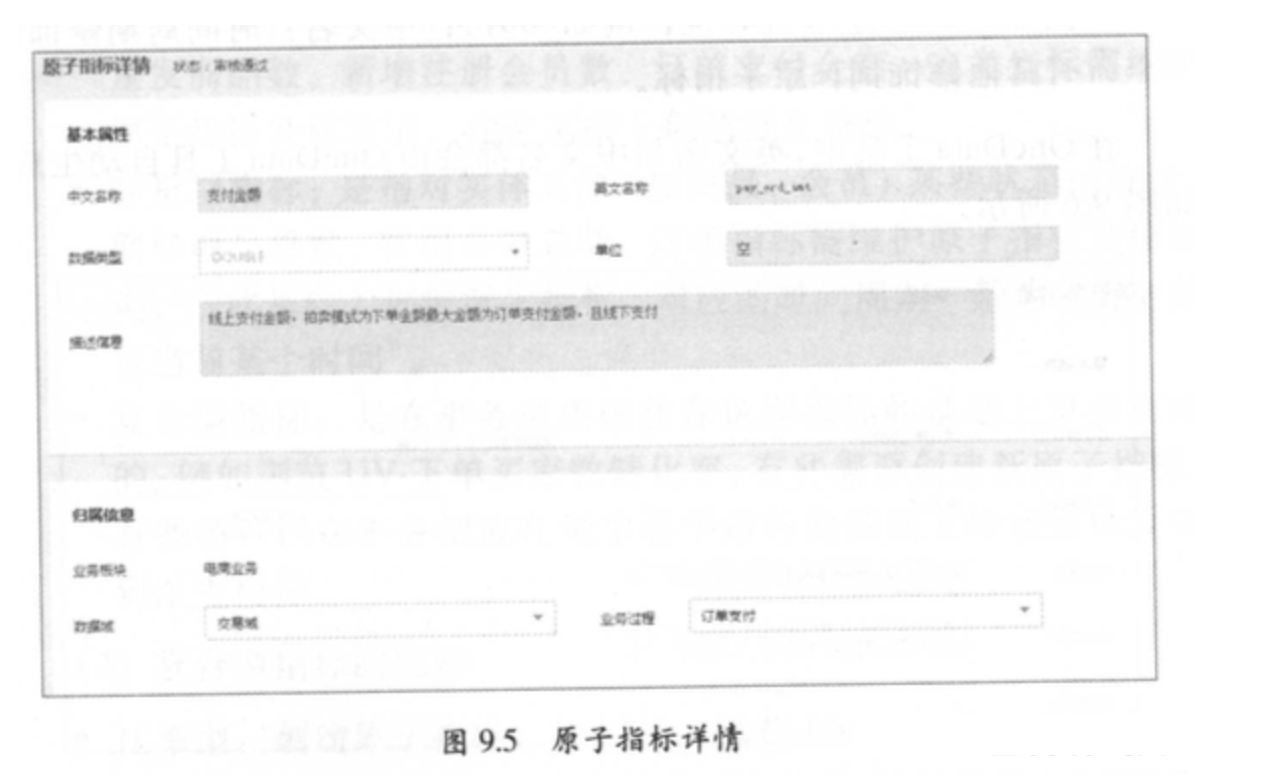 原子指标详情 状态：审核通过
基本属性
中文名称 支付金额 英文名称 pay_ord_amt
数据类型 DOUBLE 单位 空
描述信息 线上支付金额，拍卖模式为下单金额最大金额为订单支付金额，且线下支付
归属信息
业务板块 电商业务
数据域 交易域 业务过程 订单支付
图 9.5 原子指标详情